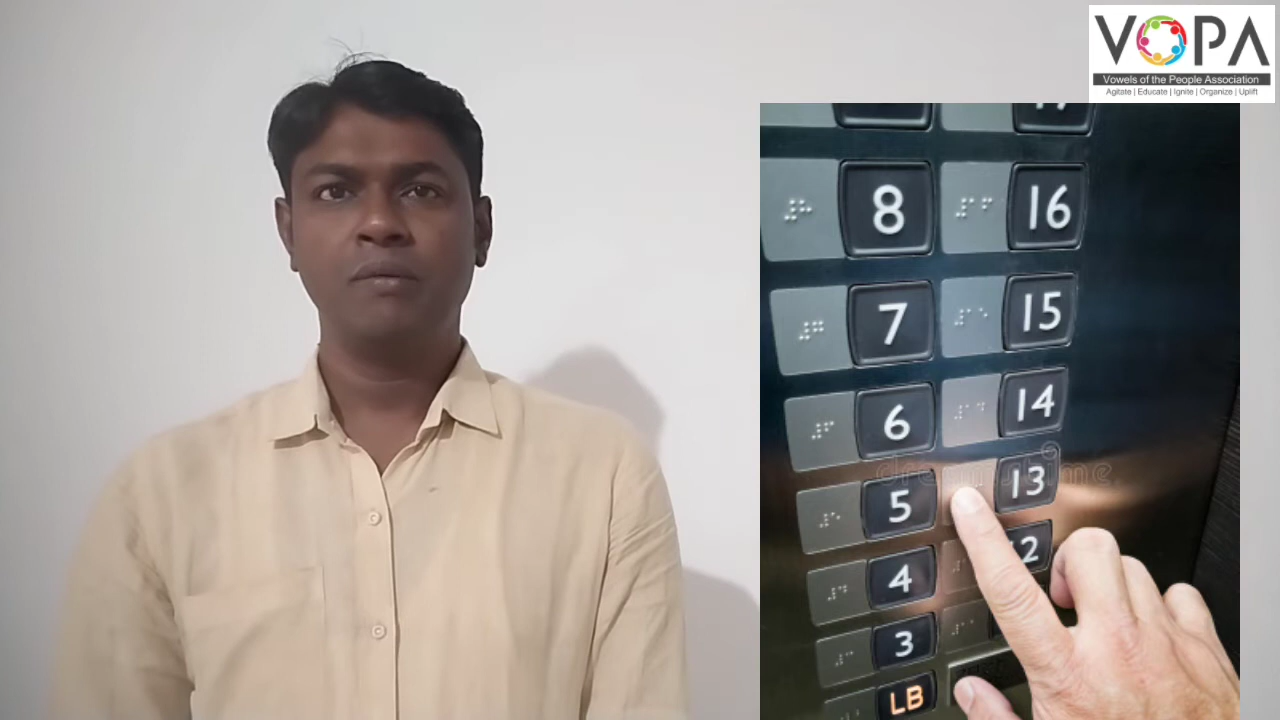 VOPA
Vowels of the People Association
Agitate | Educate | Ignite | Organize | Uplift
8 16
7 15
6 14
dreamstime
5 13
4
3
LB